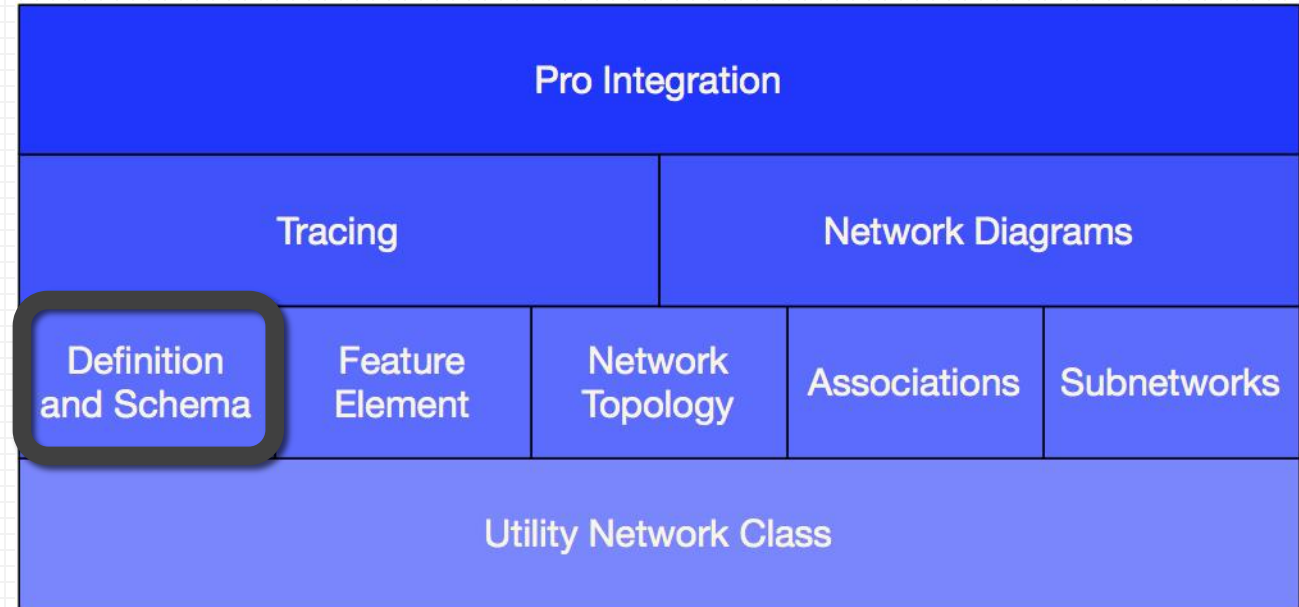 Pro Integration
Tracing
Network Diagrams
Definition
and Schema
Feature
Element
Network
Topology
Associations
Subnetworks
Utility Network Class